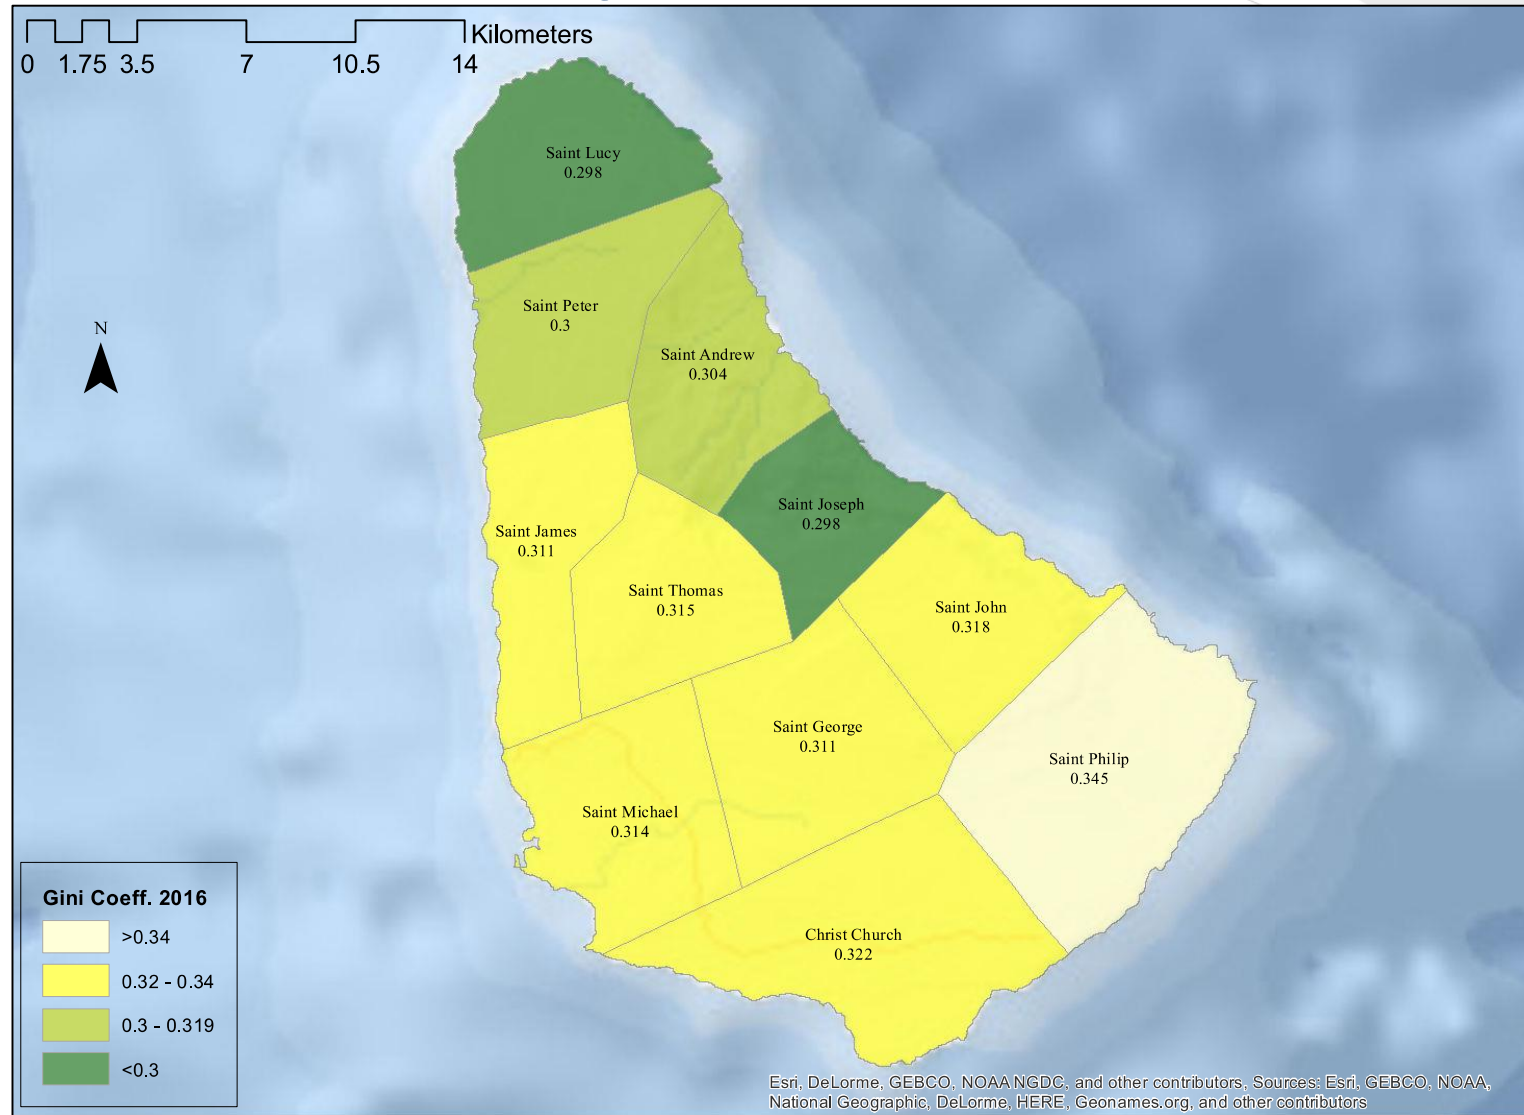 Kilometers
0 1.75 3.5 7 10.5 14
Saint Lucy
0.298
N
Saint Peter
0.3
Saint Andrew
0.304
Saint Joseph
0.298
Saint James
0.311
Saint Thomas
0.315
Saint John
0.318
Saint George
0.311
Saint Philip
0.345
Saint Michael
0.314
Christ Church
0.322
Gini Coeff. 2016
>0.34
0.32 - 0.34
0.3 - 0.319
<0.3
Esri, DeLorme, GEBCO, NOAA NGDC, and other contributors, Sources: Esri, GEBCO, NOAA,
National Geographic, DeLorme, HERE, Geonames.org, and other contributors